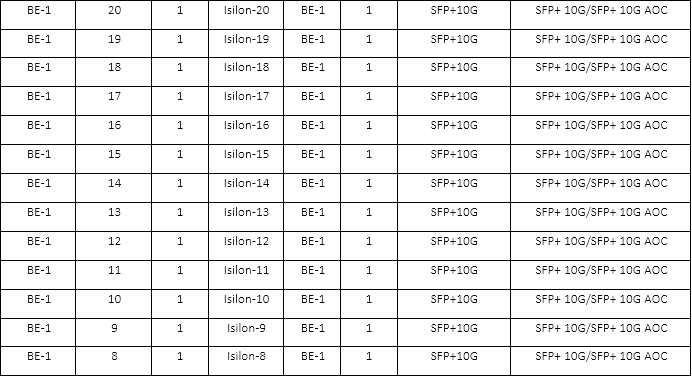 BE-1 20 1 Isilon-20 BE-1 1 SFP+10G SFP+ 10G/SFP+ 10G AOC
BE-1 19 1 Isilon-19 BE-1 1 SFP+10G SFP+ 10G/SFP+ 10G AOC
BE-1 18 1 Isilon-18 BE-1 1 SFP+10G SFP+ 10G/SFP+ 10G AOC
BE-1 17 1 Isilon-17 BE-1 1 SFP+10G SFP+ 10G/SFP+ 10G AOC
BE-1 16 1 Isilon-16 BE-1 1 SFP+10G SFP+ 10G/SFP+ 10G AOC
BE-1 15 1 Isilon-15 BE-1 1 SFP+10G SFP+ 10G/SFP+ 10G AOC
BE-1 14 1 Isilon-14 BE-1 1 SFP+10G SFP+ 10G/SFP+ 10G AOC
BE-1 13 1 Isilon-13 BE-1 1 SFP+10G SFP+ 10G/SFP+ 10G AOC
BE-1 12 1 Isilon-12 BE-1 1 SFP+10G SFP+ 10G/SFP+ 10G AOC
BE-1 11 1 Isilon-11 BE-1 1 SFP+10G SFP+ 10G/SFP+ 10G AOC
BE-1 10 1 Isilon-10 BE-1 1 SFP+10G SFP+ 10G/SFP+ 10G AOC
BE-1 9 1 Isilon-9 BE-1 1 SFP+10G SFP+ 10G/SFP+ 10G AOC
BE-1 8 1 Isilon-8 BE-1 1 SFP+10G SFP+ 10G/SFP+ 10G AOC